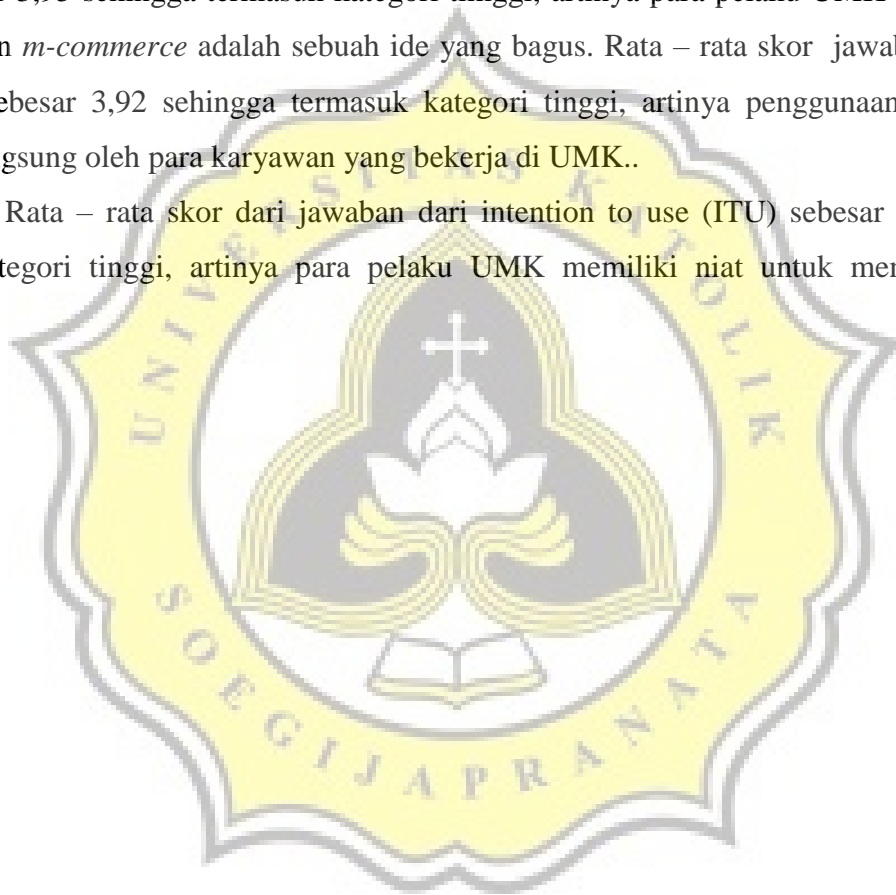 3,93 sehingga termasuk kategori tinggi, artinya para pelaku UMK
n m-commerce adalah sebuah ide yang bagus. Rata – rata skor jawab
ebesar 3,92 sehingga termasuk kategori tinggi, artinya penggunaan
gsung oleh para karyawan yang bekerja di UMK..
Rata – rata skor dari jawaban dari intention to use (ITU) sebesar
tegori tinggi, artinya para pelaku UMK memiliki niat untuk men
UNIVERSITAS KATOLIK
SOEGIJAPRANATA